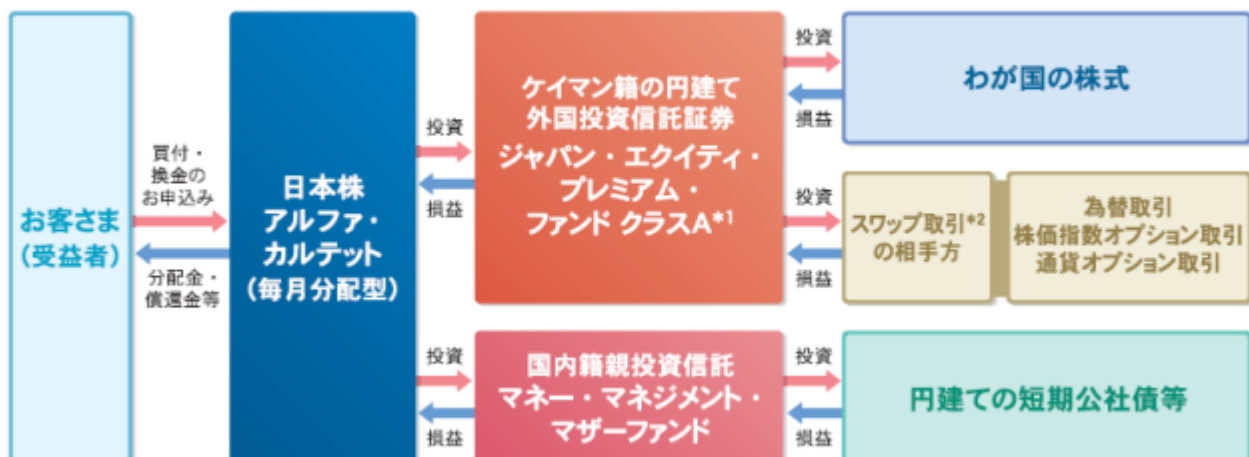 お客さま
(受益者)
買付・
換金の
お申込み
分配金・
償還金等
日本株
アルファ・
カルテット
(毎月分配型)
投資
損益
ケイマン籍の円建て
外国投資信託証券
ジャパン・エクイティ・
プレミアム・
ファンド クラスA*1
投資
損益
わが国の株式
投資
損益
スワップ取引*2
の相手方
為替取引
株価指数オプション取引
通貨オプション取引
投資
損益
国内籍親投資信託
マネー・マネジメント・
マザーファンド
投資
損益
円建ての短期公社債等